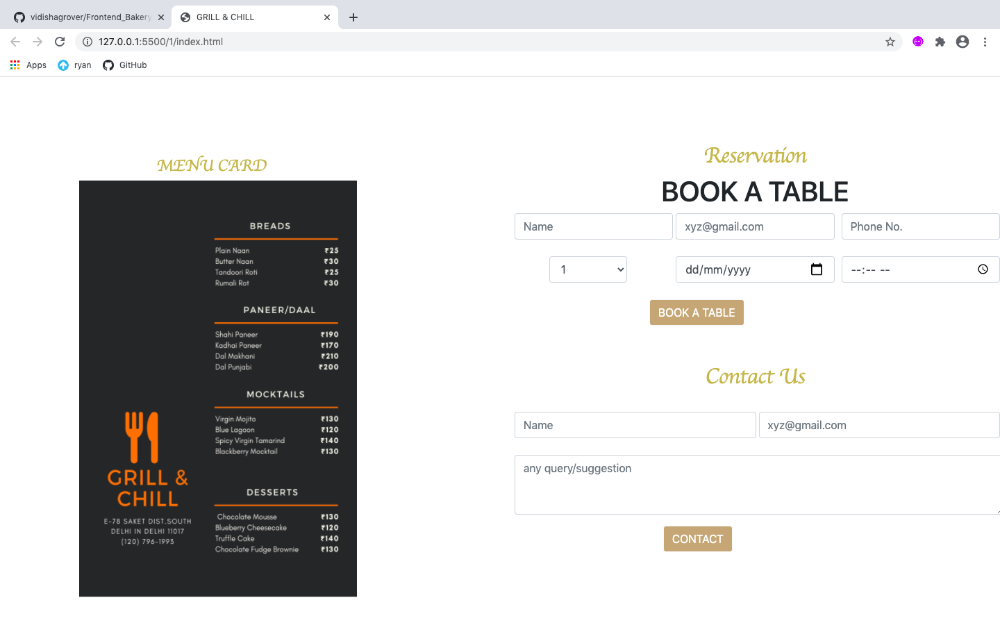 vidishagrover/Frontend_Bakery
GRILL & CHILL
127.0.0.1:5500/1/index.html
Apps
ryan
GitHub
MENU CARD
BREADS
Plain Naan ₹25
Butter Naan ₹30
Tandoori Roti ₹25
Rumali Rot ₹30
PANEER/DAAL
Shahi Paneer ₹190
Kadhai Paneer ₹170
Dal Makhani ₹210
Dal Punjabi ₹200
MOCKTAILS
Virgin Mojito ₹130
Blue Lagoon ₹120
Spicy Virgin Tamarind ₹140
Blackberry Mocktail ₹130
DESSERTS
Chocolate Mousse ₹130
Blueberry Cheesecake ₹120
Truffle Cake ₹140
Chocolate Fudge Brownie ₹130
GRILL &
CHILL
E-78 SAKET DIST.SOUTH
DELHI IN DELHI 11017
(120) 796-1993
Reservation
BOOK A TABLE
Name xyz@gmail.com Phone No.
1 dd/mm/yyyy --:-- --
BOOK A TABLE
Contact Us
Name xyz@gmail.com
any query/suggestion
CONTACT